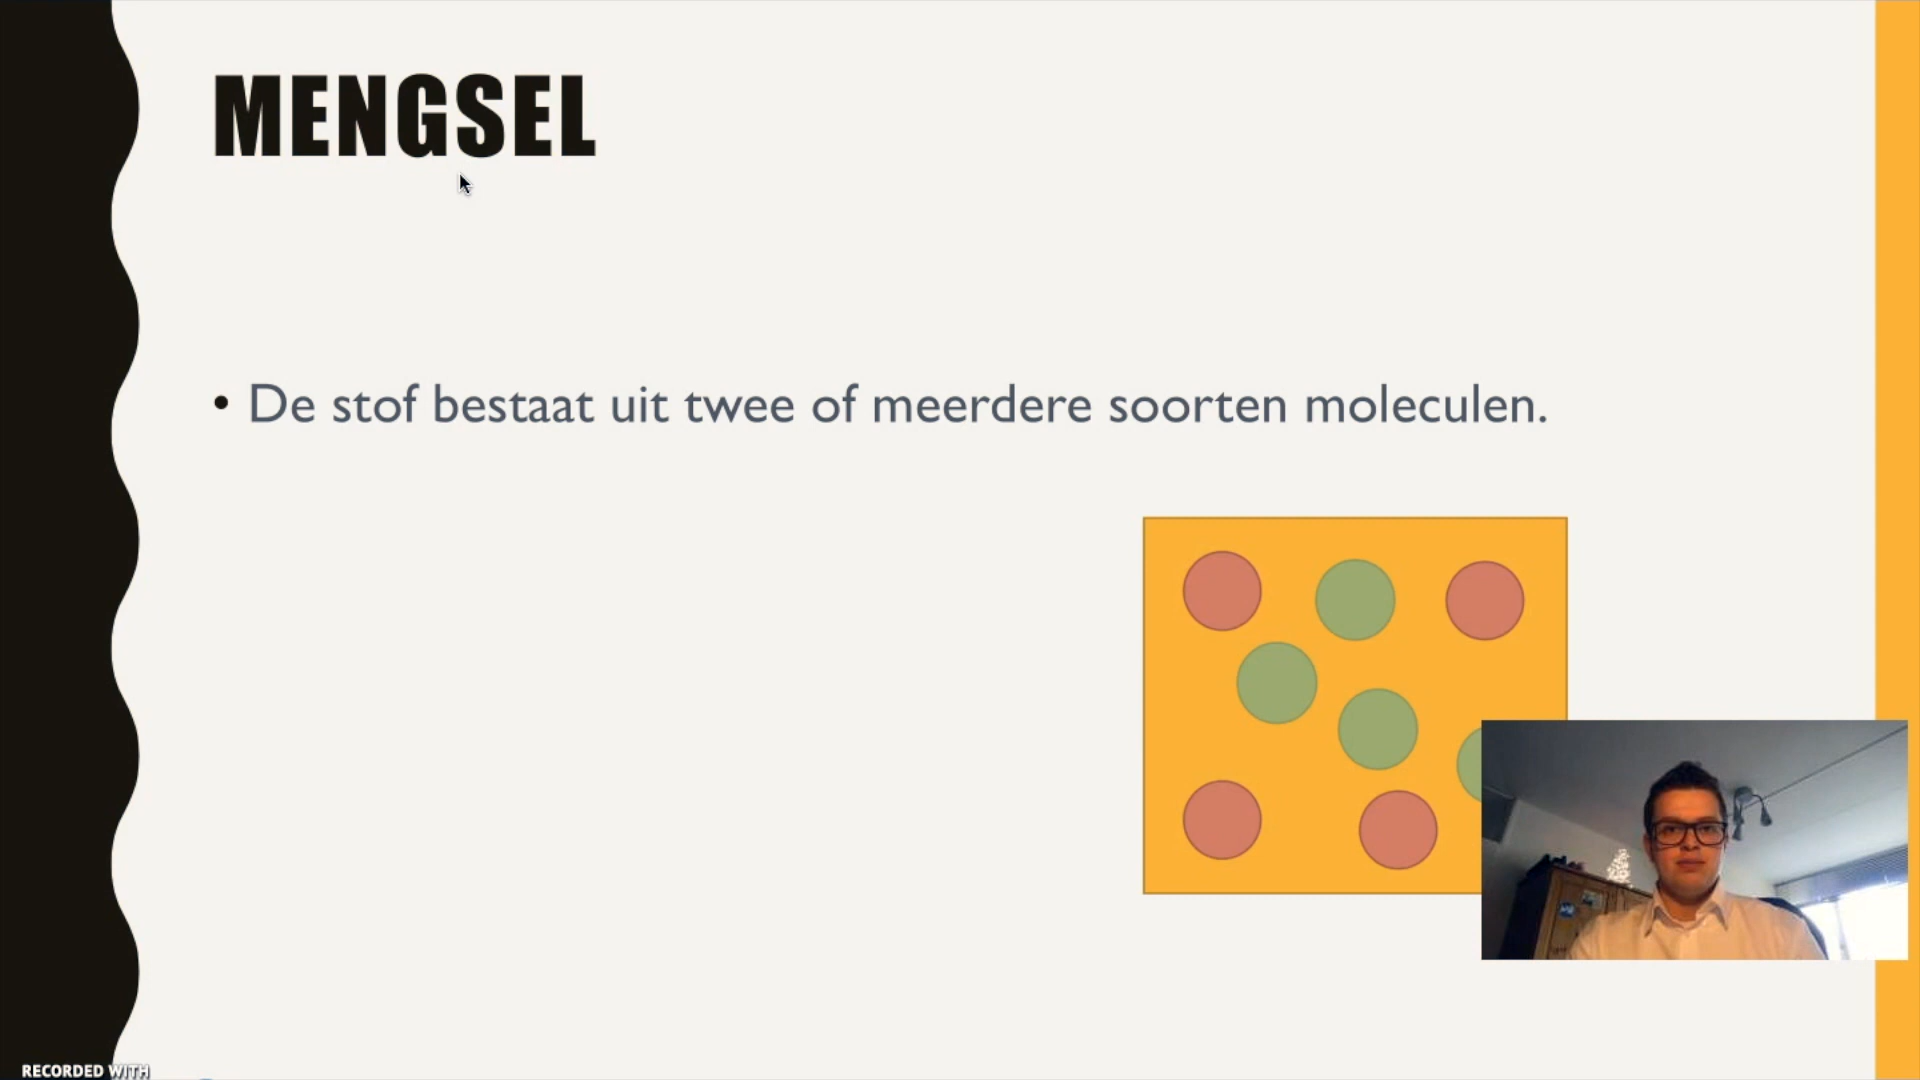 MENGSEL
• De stof bestaat uit twee of meerdere soorten moleculen.
RECORDED WITH